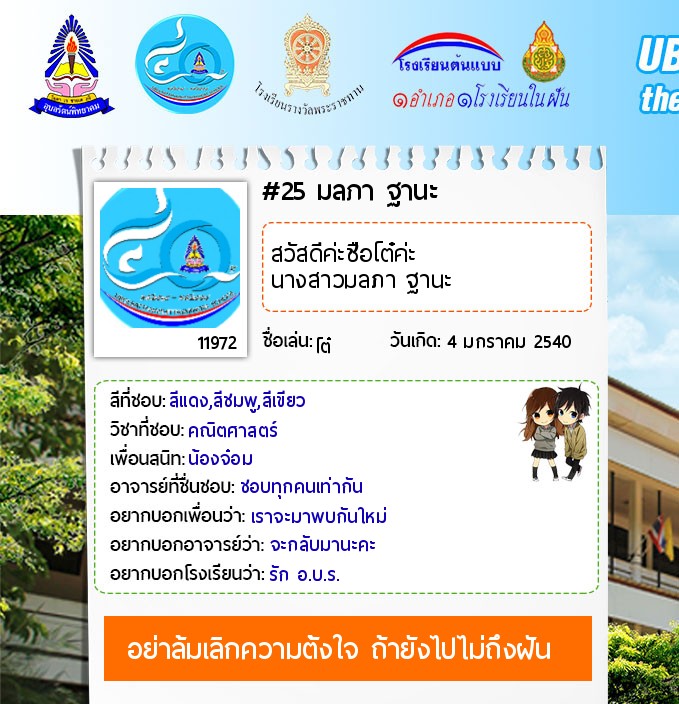 อุบลรัตน์พิทยาคม
โรงเรียนรางวัลพระราชทาน
โรงเรียนต้นแบบ
๑อำเภอ๑โรงเรียนในฝัน
UB
the
#25 มลภา ฐานะ
สวัสดีค่ะชื่อโต๋ค่ะ
นางสาวมลภา ฐานะ
11972
ชื่อเล่น: โต๋
วันเกิด: 4 มกราคม 2540
สีที่ชอบ: สีแดง,สีชมพู,สีเขียว
วิชาที่ชอบ: คณิตศาสตร์
เพื่อนสนิท: น้องจ๋อม
อาจารย์ที่ชื่นชอบ: ชอบทุกคนเท่ากัน
อยากบอกเพื่อนว่า: เราจะมาพบกันใหม่
อยากบอกอาจารย์ว่า: จะกลับมานะคะ
อยากบอกโรงเรียนว่า: รัก อ.บ.ร.
อย่าล้มเลิกความตั้งใจ ถ้ายังไปไม่ถึงฝัน